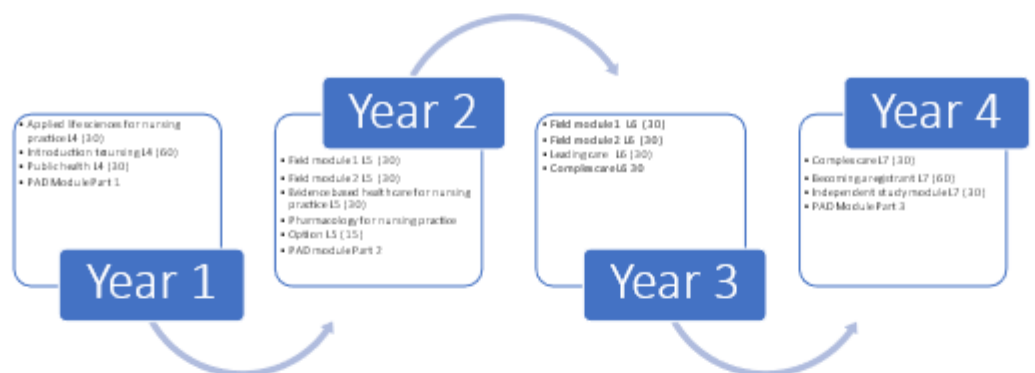 • Applied life sciences for nursing
practice L4 (30)
• Introduction to nursing L4 (60)
• Public health L4 (30)
• PAD Module Part 1
Year 1
Year 2
• Field module 1 L5 (30)
• Field module 2 L5 (30)
• Evidence based healthcare for nursing
practice L5 (30)
• Pharmacology for nursing practice
• Option L5 (15)
• PAD module Part 2
• Field module 1 L6 (30)
• Field module 2 L6 (30)
• Leading care L6 (30)
• Complex care L6 30
Year 3
Year 4
• Complex care L7 (30)
• Becoming a registrant L7 (60)
• Independent study module L7 (30)
• PAD Module Part 3